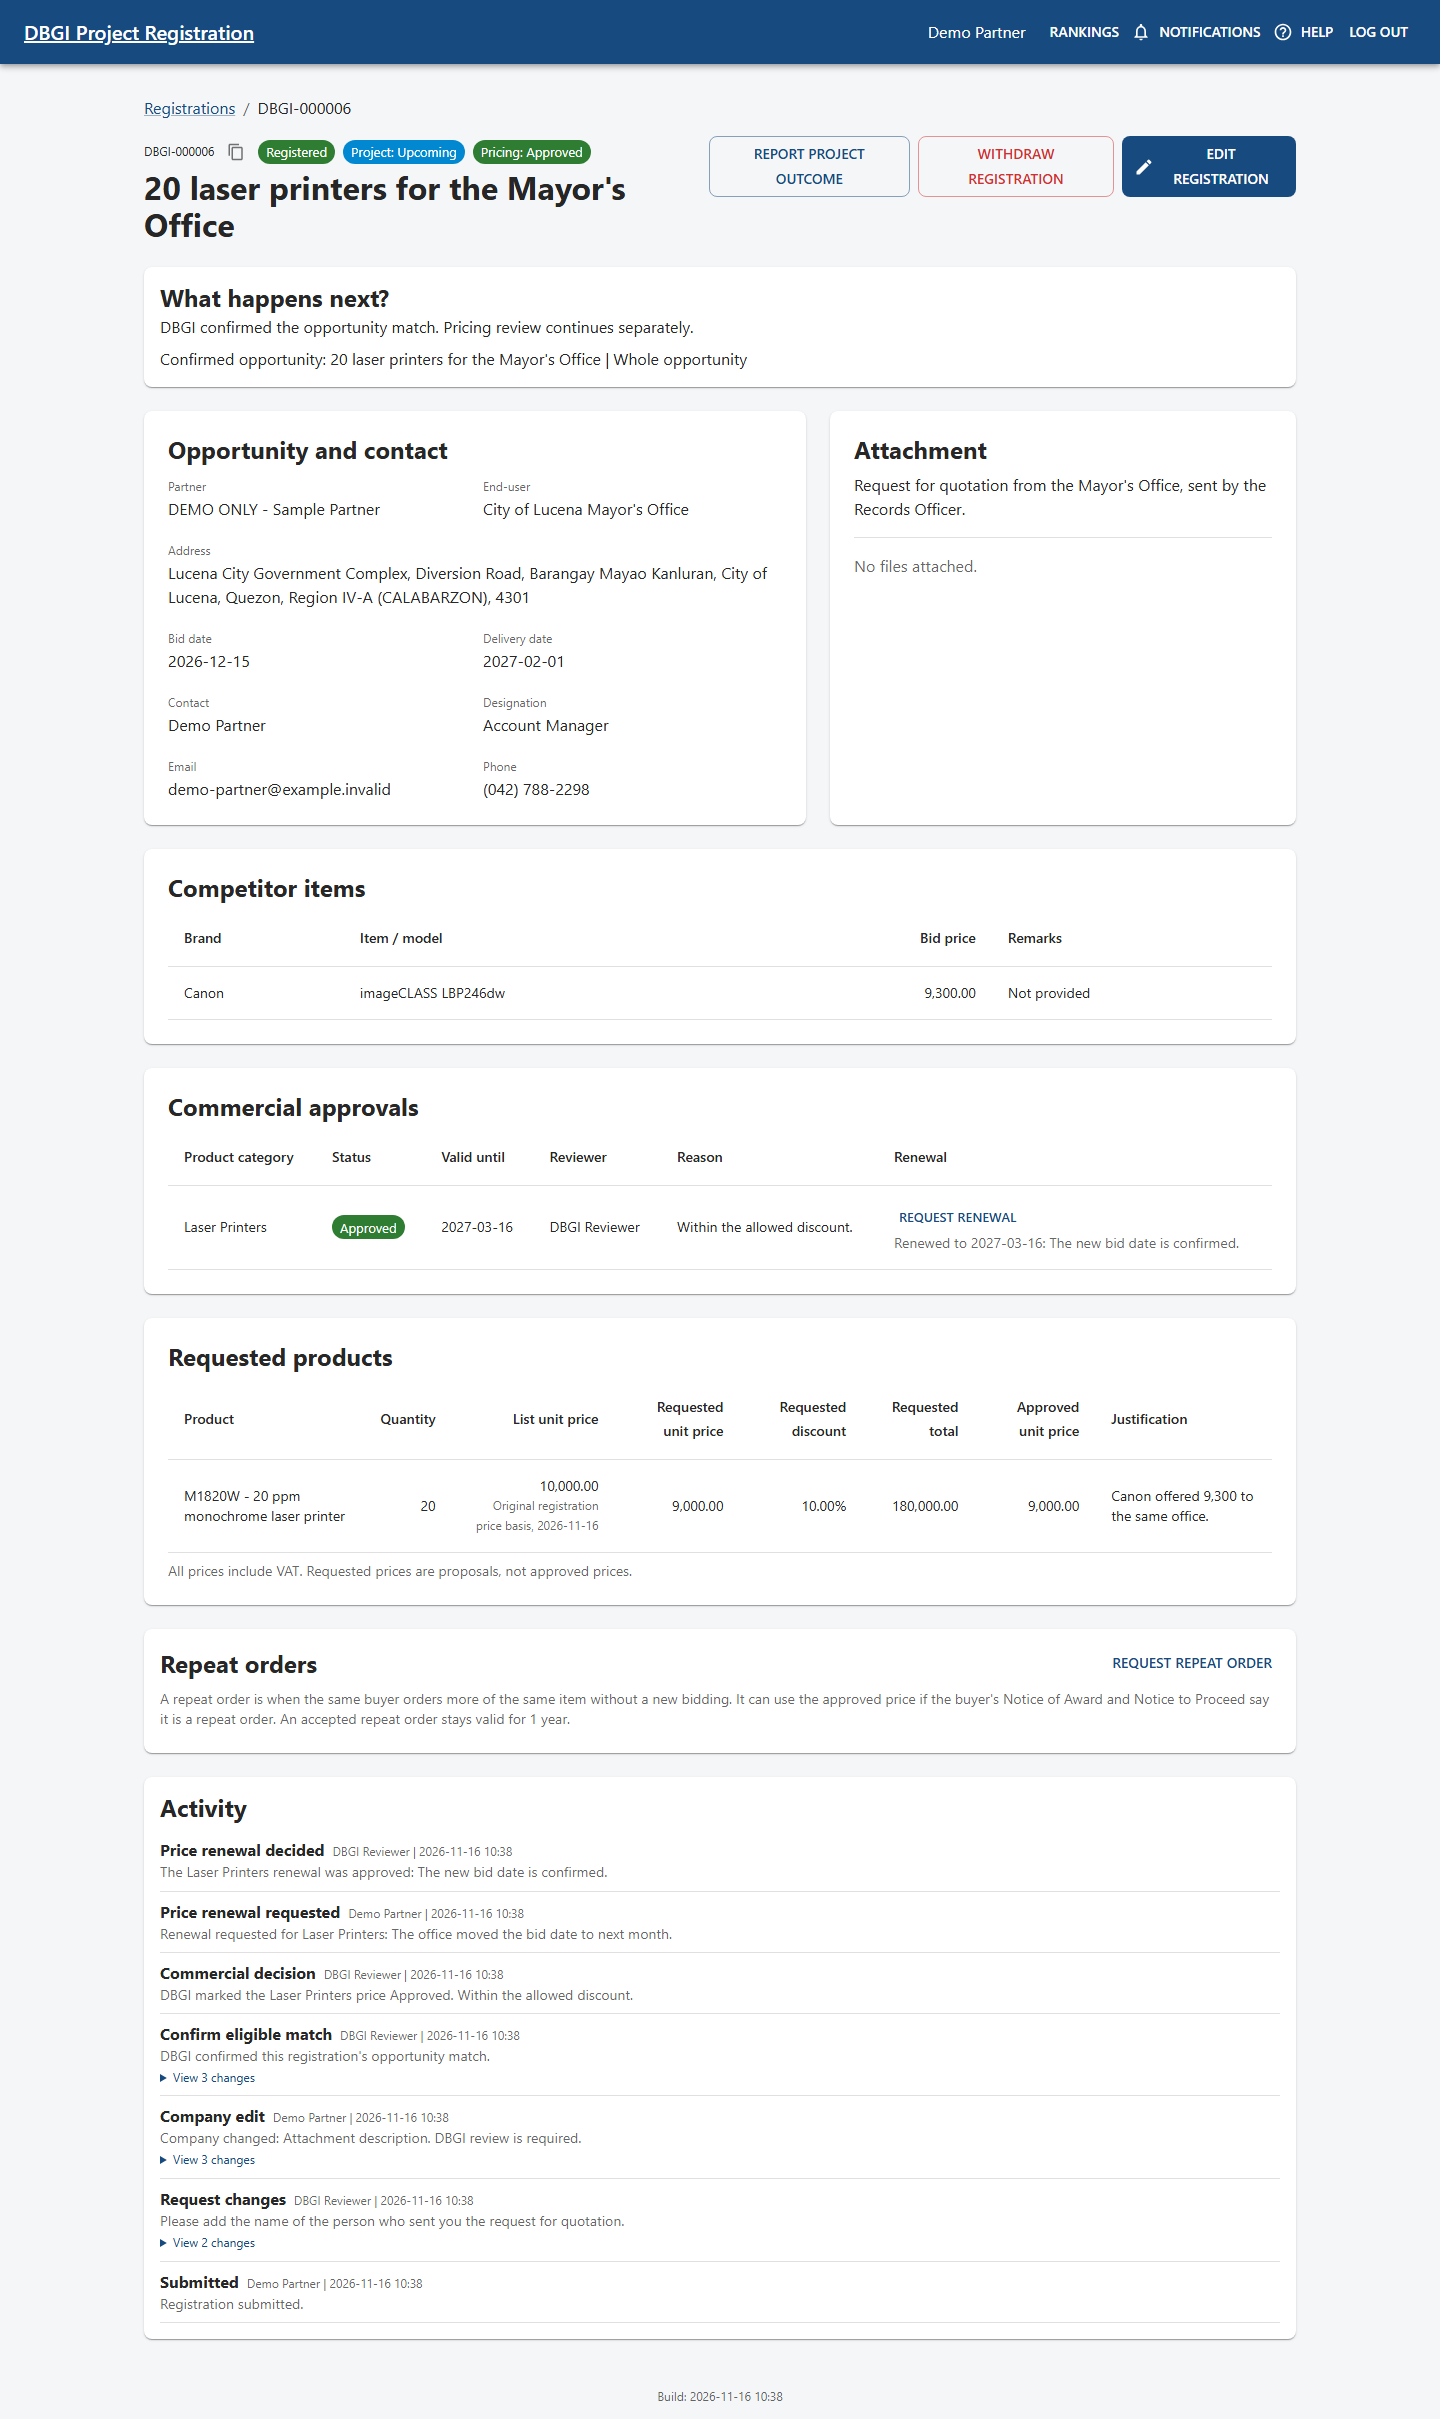 DBGI Project Registration
Demo Partner RANKINGS NOTIFICATIONS HELP LOG OUT
Registrations / DBGI-000006
DBGI-000006 Registered Project: Upcoming Pricing: Approved
20 laser printers for the Mayor's
Office
REPORT PROJECT
OUTCOME
WITHDRAW
REGISTRATION
EDIT
REGISTRATION
What happens next?
DBGI confirmed the opportunity match. Pricing review continues separately.
Confirmed opportunity: 20 laser printers for the Mayor's Office | Whole opportunity
Opportunity and contact
Partner
DEMO ONLY - Sample Partner
End-user
City of Lucena Mayor's Office
Address
Lucena City Government Complex, Diversion Road, Barangay Mayao Kanluran, City of
Lucena, Quezon, Region IV-A (CALABARZON), 4301
Bid date
2026-12-15
Delivery date
2027-02-01
Contact
Demo Partner
Designation
Account Manager
Email
demo-partner@example.invalid
Phone
(042) 788-2298
Attachment
Request for quotation from the Mayor's Office, sent by the
Records Officer.
No files attached.
Competitor items
Brand Item / model Bid price Remarks
Canon imageCLASS LBP246dw 9,300.00 Not provided
Commercial approvals
Product category Status Valid until Reviewer Reason Renewal
Laser Printers Approved 2027-03-16 DBGI Reviewer Within the allowed discount.
REQUEST RENEWAL
Renewed to 2027-03-16: The new bid date is confirmed.
Requested products
Product
Quantity
List unit price
Requested
unit price
Requested
discount
Requested
total
Approved
unit price
Justification
M1820W - 20 ppm
monochrome laser printer
20
10,000.00
Original registration
price basis, 2026-11-16
9,000.00
10.00%
180,000.00
9,000.00
Canon offered 9,300 to
the same office.
All prices include VAT. Requested prices are proposals, not approved prices.
Repeat orders
REQUEST REPEAT ORDER
A repeat order is when the same buyer orders more of the same item without a new bidding. It can use the approved price if the buyer's Notice of Award and Notice to Proceed say
it is a repeat order. An accepted repeat order stays valid for 1 year.
Activity
Price renewal decided DBGI Reviewer | 2026-11-16 10:38
The Laser Printers renewal was approved: The new bid date is confirmed.
Price renewal requested Demo Partner | 2026-11-16 10:38
Renewal requested for Laser Printers: The office moved the bid date to next month.
Commercial decision DBGI Reviewer | 2026-11-16 10:38
DBGI marked the Laser Printers price Approved. Within the allowed discount.
Confirm eligible match DBGI Reviewer | 2026-11-16 10:38
DBGI confirmed this registration's opportunity match.
View 3 changes
Company edit Demo Partner | 2026-11-16 10:38
Company changed: Attachment description. DBGI review is required.
View 3 changes
Request changes DBGI Reviewer | 2026-11-16 10:38
Please add the name of the person who sent you the request for quotation.
View 2 changes
Submitted Demo Partner | 2026-11-16 10:38
Registration submitted.
Build: 2026-11-16 10:38